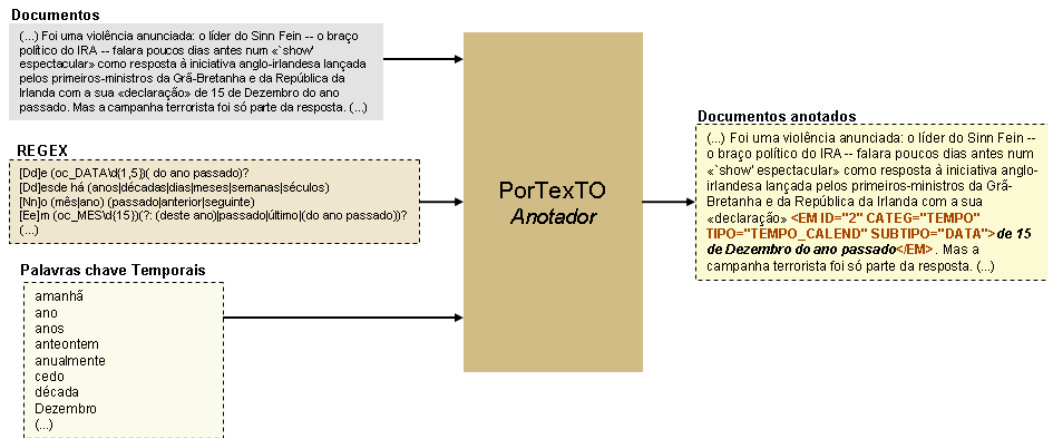 Documentos
(...) Foi uma violência anunciada: o líder do Sinn Fein -- o braço
político do IRA -- falara poucos dias antes num «`show'
espectacular» como resposta à iniciativa anglo-irlandesa lançada
pelos primeiros-ministros da Grã-Bretanha e da República da
Irlanda com a sua «declaração» de 15 de Dezembro do ano
passado. Mas a campanha terrorista foi só parte da resposta. (...)
REGEX
[Dd]e (oc_DATA\d{1,5})( do ano passado)?
[Dd]esde há (anos|décadas|dias|meses|semanas|séculos)
[Nn]o (mês|ano) (passado|anterior|seguinte)
[Ee]m (oc_MES\d{15})(?: (deste ano)|passado|último|(do ano passado))?
(...)
Palavras chave Temporais
amanhã
ano
anos
anteontem
anualmente
cedo
década
Dezembro
(...)
PorTexTO
Anotador
Documentos anotados
(...) Foi uma violência anunciada: o líder do Sinn Fein --
o braço político do IRA -- falara poucos dias antes num
«`show' espectacular» como resposta à iniciativa anglo-
irlandesa lançada pelos primeiros-ministros da Grã-
Bretanha e da República da Irlanda com a sua
«declaração» <EM ID="2" CATEG="TEMPO"
TIPO="TEMPO_CALEND" SUBTIPO="DATA">de 15
de Dezembro do ano passado</EM>. Mas a
campanha terrorista foi só parte da resposta. (...)